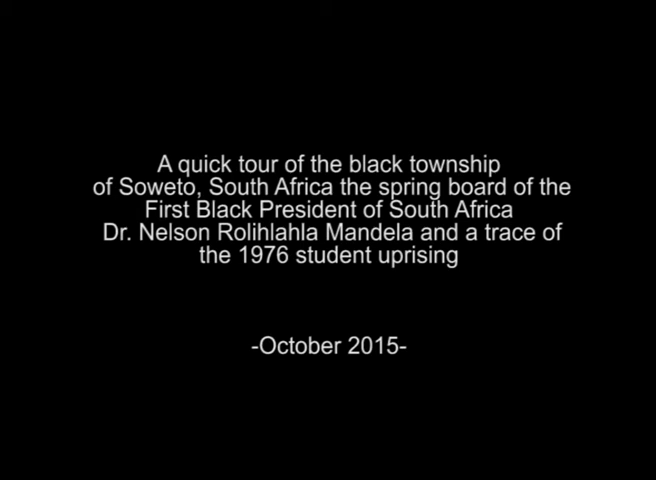 A quick tour of the black township
of Soweto, South Africa the spring board of the
First Black President of South Africa
Dr. Nelson Rolihlahla Mandela and a trace of
the 1976 student uprising
-October 2015-